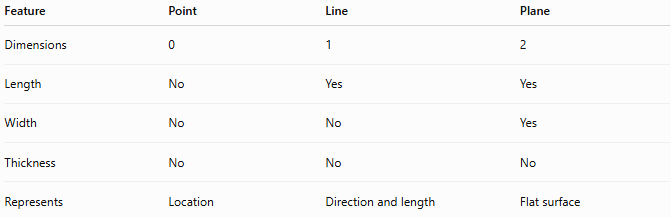 Feature Point Line Plane
Dimensions 0 1 2
Length No Yes Yes
Width No No Yes
Thickness No No No
Represents Location Direction and length Flat surface